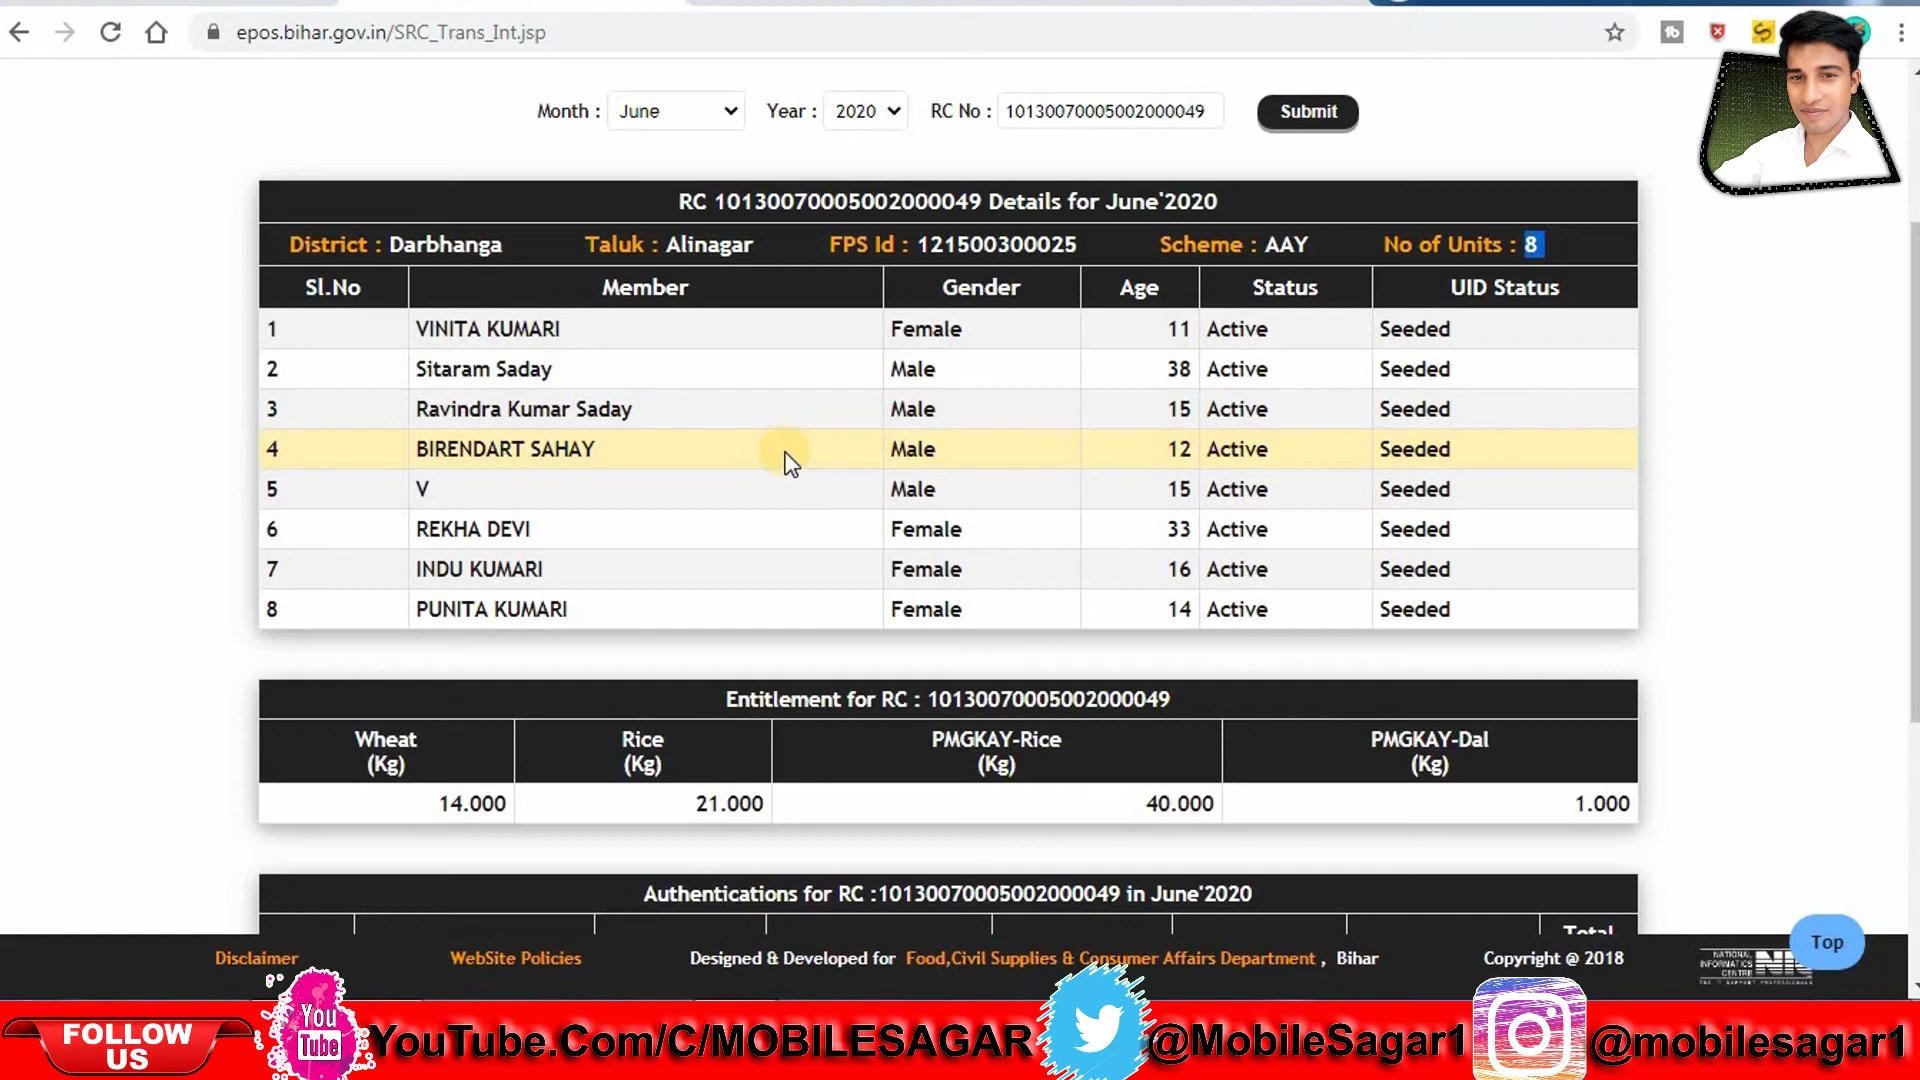 epos.bihar.gov.in/SRC_Trans_Int.jsp
Month : June Year : 2020 RC No : 10130070005002000049 Submit
RC 10130070005002000049 Details for June'2020
District : Darbhanga Taluk : Alinagar FPS Id : 121500300025 Scheme : AAY No of Units : 8
Sl.No Member Gender Age Status UID Status
1 VINITA KUMARI Female 11 Active Seeded
2 Sitaram Saday Male 38 Active Seeded
3 Ravindra Kumar Saday Male 15 Active Seeded
4 BIRENDART SAHAY Male 12 Active Seeded
5 V Male 15 Active Seeded
6 REKHA DEVI Female 33 Active Seeded
7 INDU KUMARI Female 16 Active Seeded
8 PUNITA KUMARI Female 14 Active Seeded
Entitlement for RC : 10130070005002000049
Wheat Rice PMGKAY-Rice PMGKAY-Dal
(Kg) (Kg) (Kg) (Kg)
14.000 21.000 40.000 1.000
Authentications for RC :10130070005002000049 in June'2020
Total
Top
Disclaimer WebSite Policies Designed & Developed for Food,Civil Supplies & Consumer Affairs Department , Bihar Copyright @ 2018
NATIONAL
INFORMATICS
CENTRE
NIC
FOLLOW
US
You
Tube
YouTube.Com/C/MOBILESAGAR @MobileSagar1 @mobilesagar1